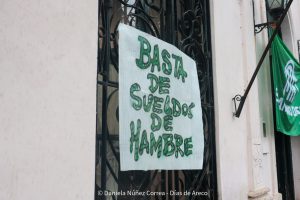 BASTA
DE
SUELDOS
DE
HAMBRE
© Daniela Núñez Correa - Días de Areco